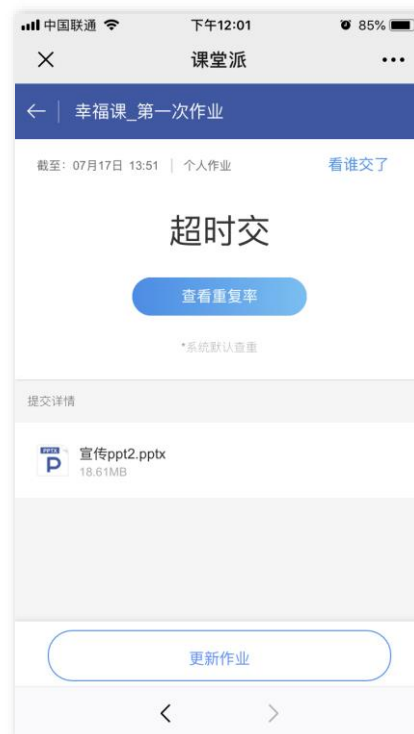 中国联通 下午12:01 85%
课堂派
幸福课_第一次作业
截至：07月17日 13:51 | 个人作业 看谁交了
超时交
查看重复率
*系统默认查重
提交详情
PPTX
P
宣传ppt2.pptx
18.61MB
更新作业